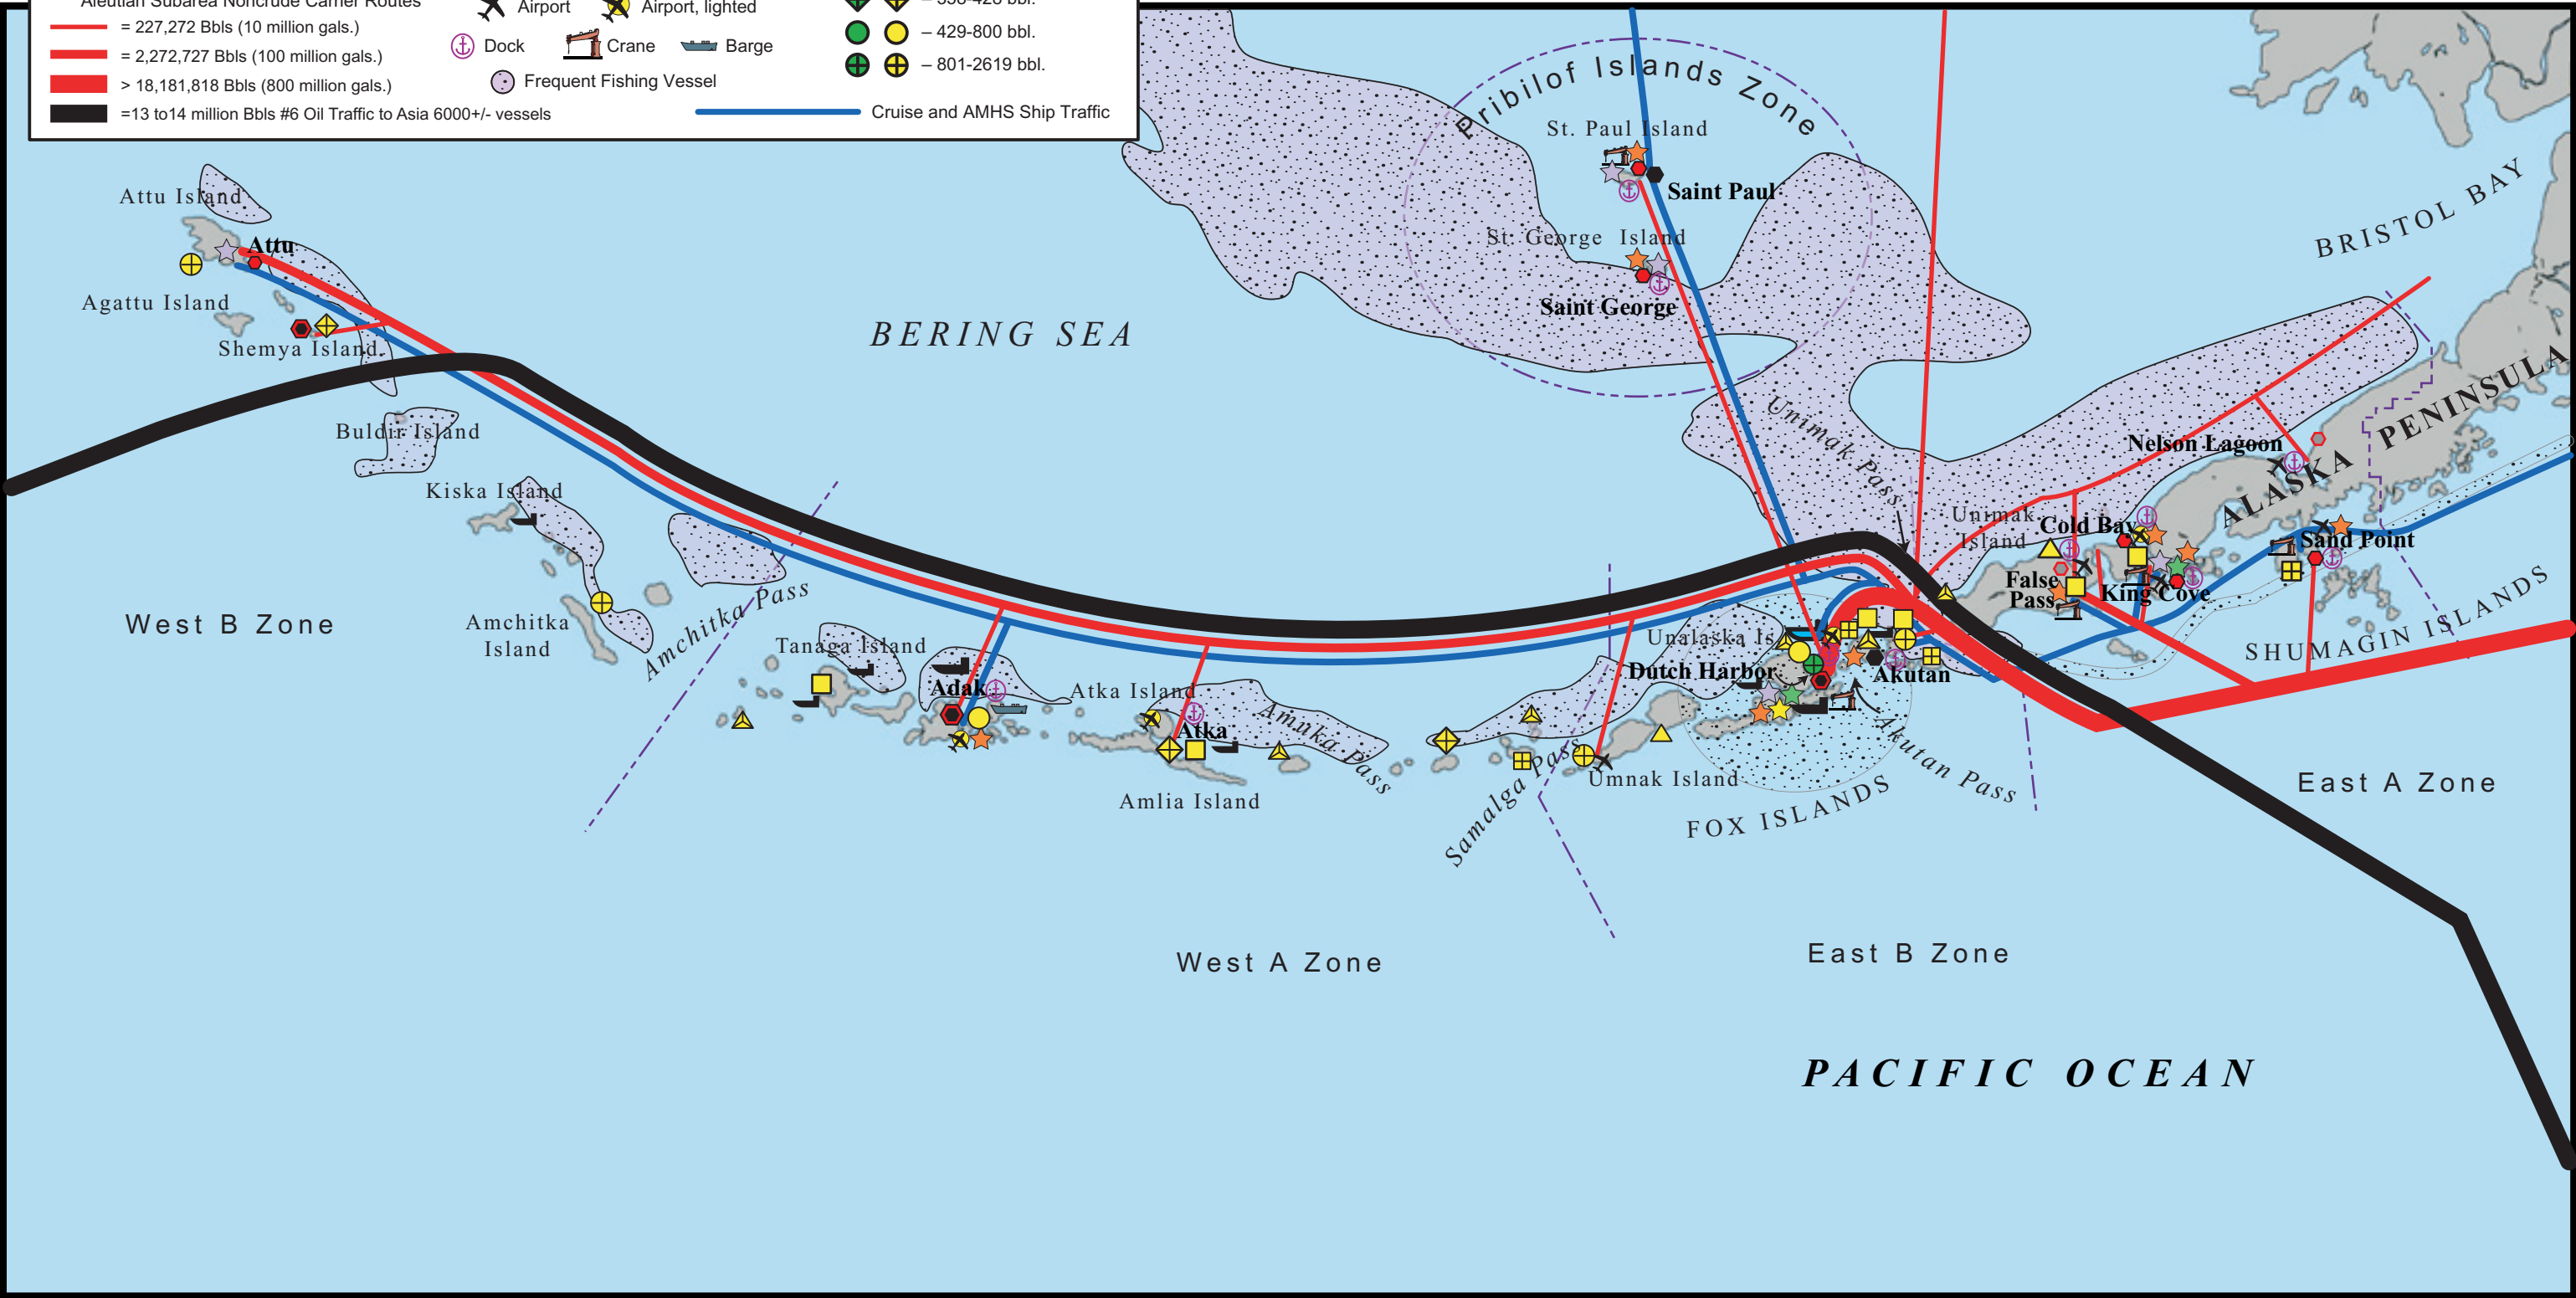 Aleutian Subarea Noncrude Carrier Routes
= 227,272 Bbls (10 million gals.)
= 2,272,727 Bbls (100 million gals.)
> 18,181,818 Bbls (800 million gals.)
=13 to14 million Bbls #6 Oil Traffic to Asia 6000+/- vessels
Airport
Airport, lighted
Dock
Crane
Barge
Frequent Fishing Vessel
– 429-800 bbl.
– 801-2619 bbl.
Cruise and AMHS Ship Traffic
Pribilof Islands Zone
St. Paul Island
Saint Paul
St. George Island
Saint George
BRISTOL BAY
Attu Island
Attu
Agattu Island
Shemya Island
BERING SEA
Buldir Island
Kiska Island
Unimak Pass
Nelson Lagoon
ALASKA PENINSULA
Unimak
Island
Cold Bay
Sand Point
False
Pass
King Cove
West B Zone
Amchitka
Island
Amchitka Pass
Tanaga Island
Adak
Atka Island
Atka
Amukta Pass
Amlia Island
Samalga Pass
Umnak Island
Unalaska Is
Dutch Harbor
Akutan
Akutan Pass
FOX ISLANDS
SHUMAGIN ISLANDS
East A Zone
West A Zone
East B Zone
PACIFIC OCEAN